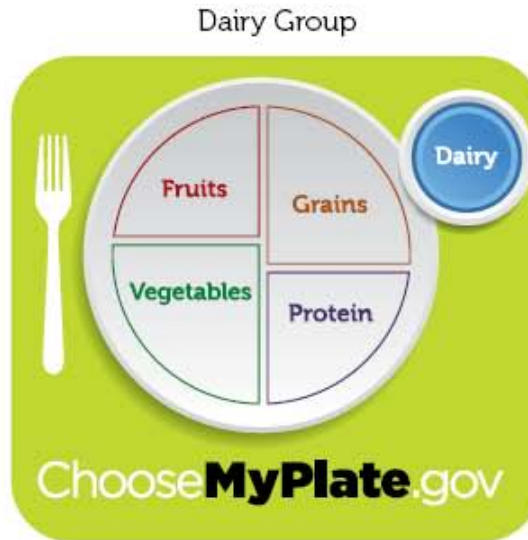 Dairy Group
Dairy
Fruits
Grains
Vegetables
Protein
ChooseMyPlate.gov